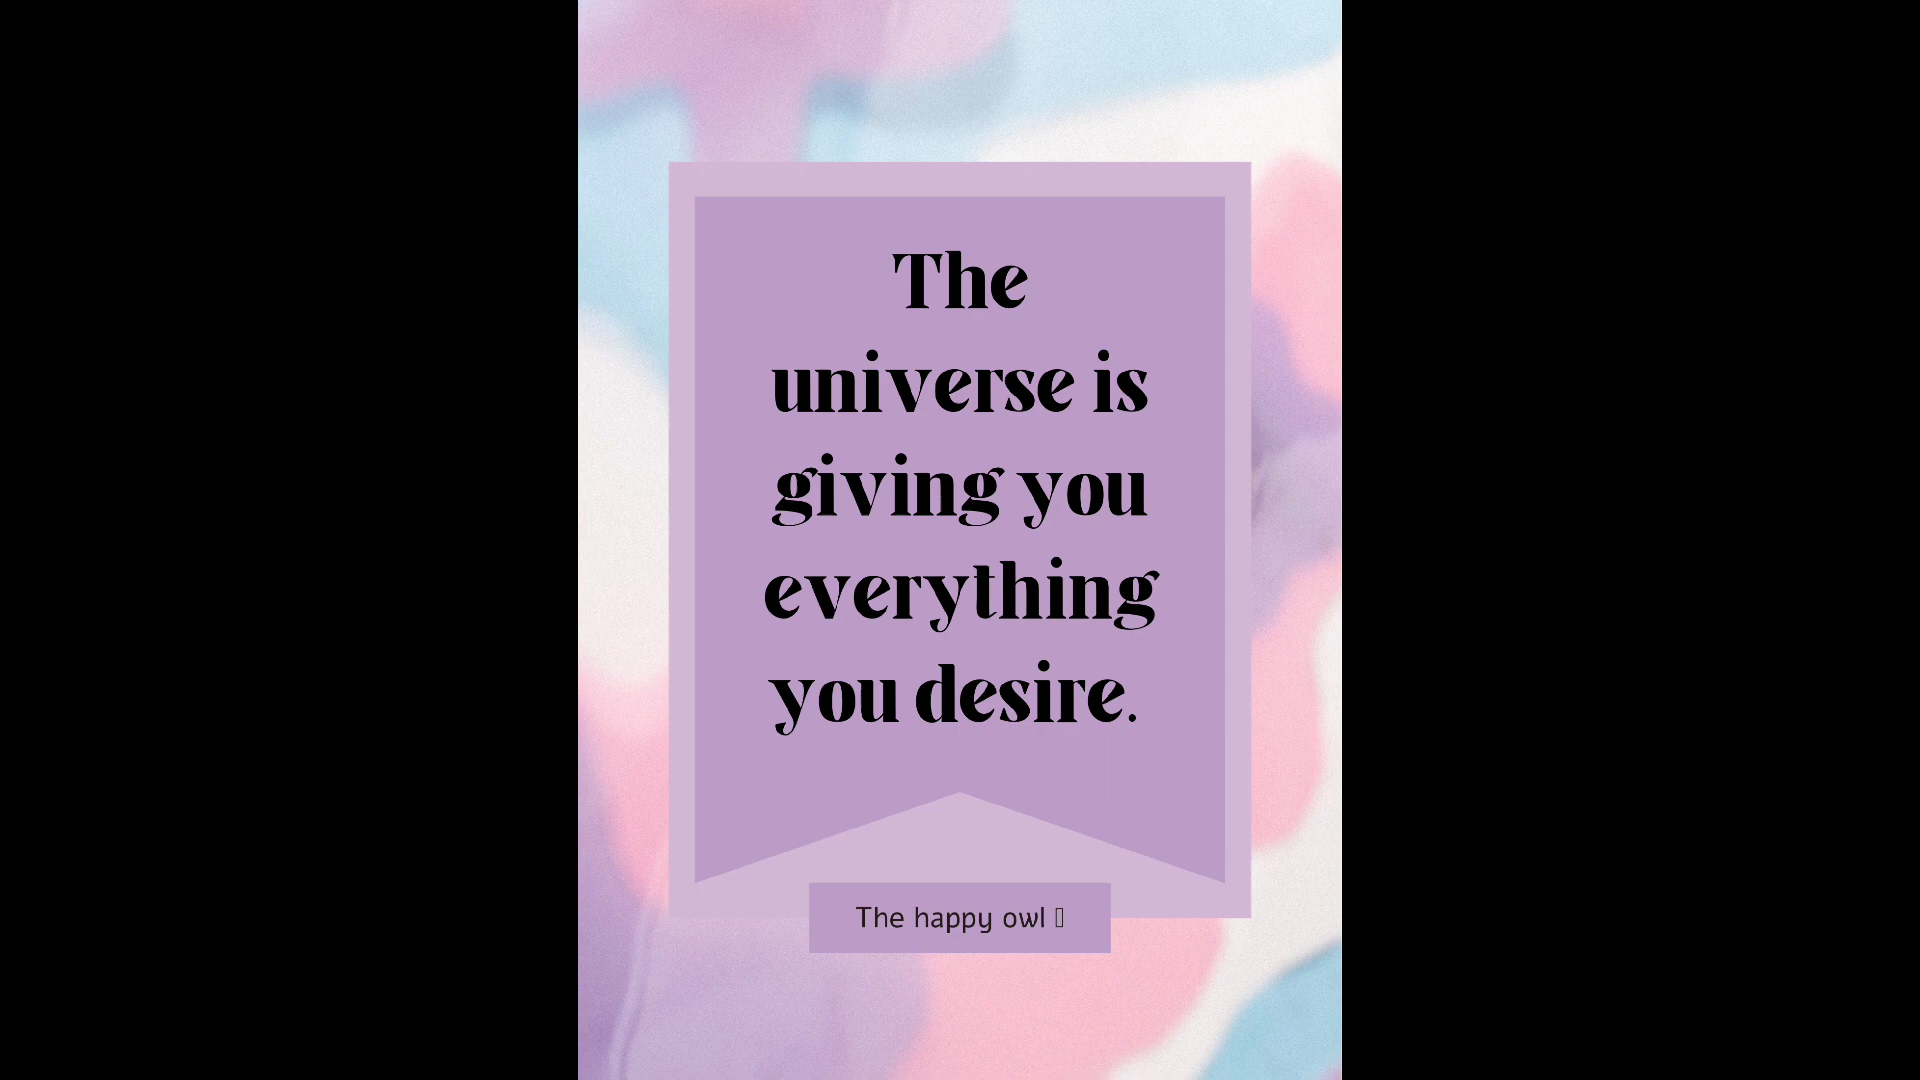 The
universe is
giving you
everything
you desire.
The happy owl